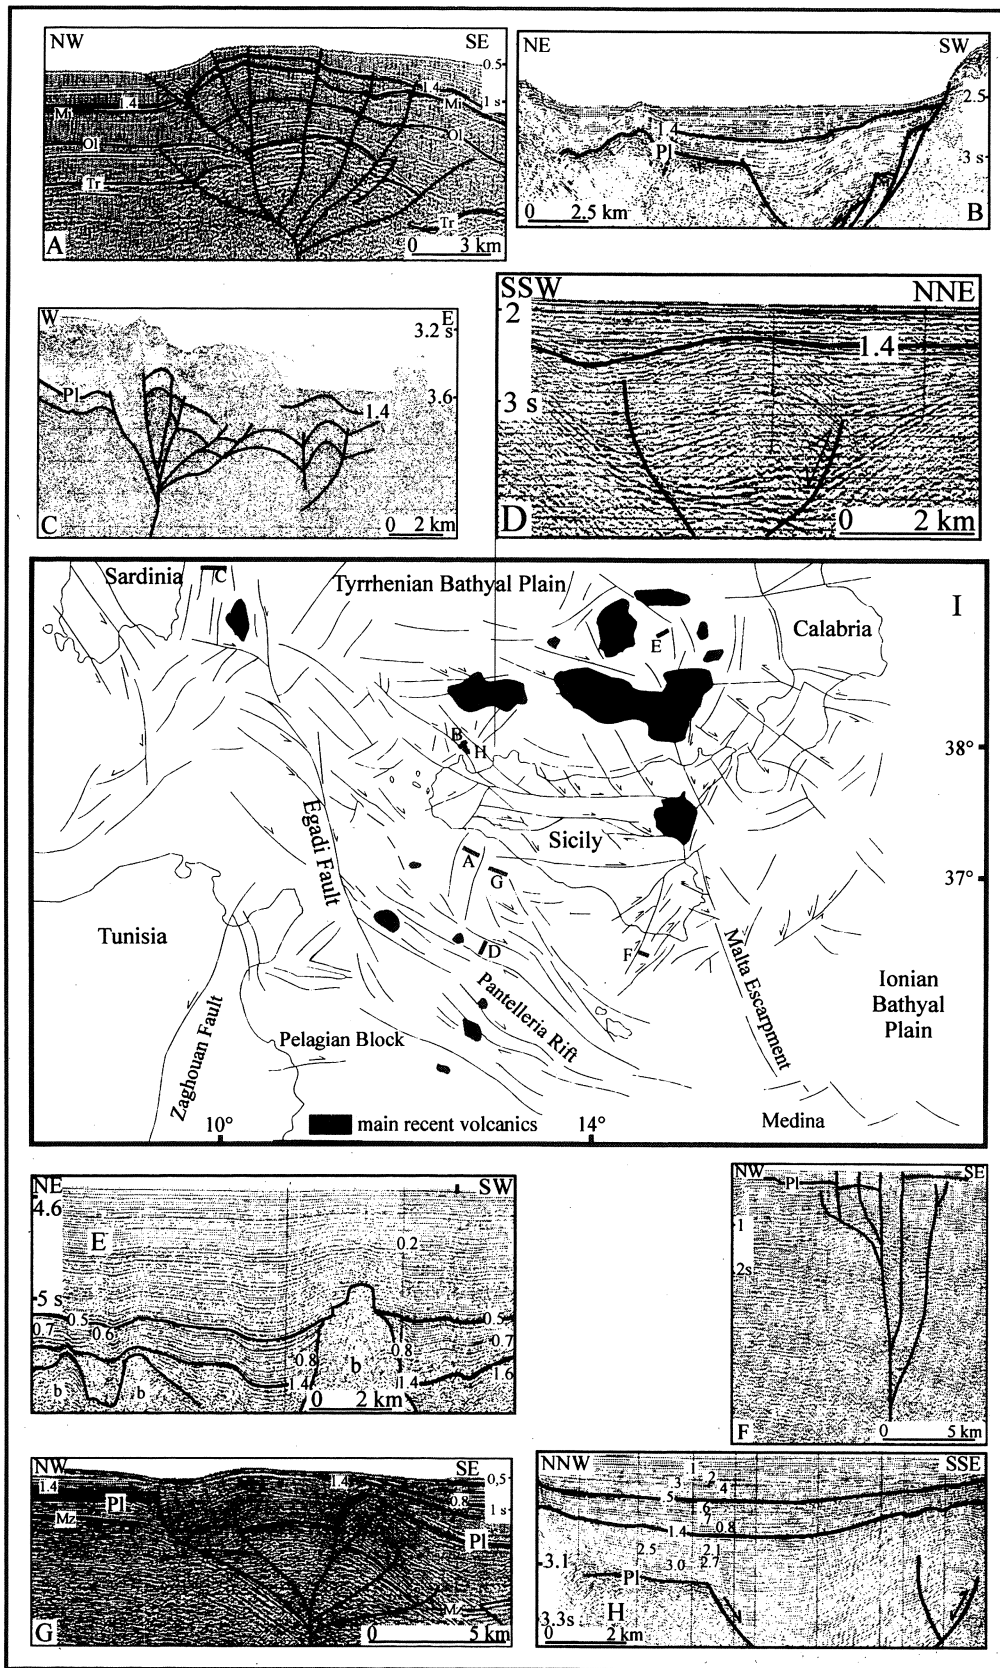 NW SE
0.5
1.4 1.4 1 s
Mi Mi
Ol Ol
Tr Tr
A 0 3 km
NE SW
2.5
1.4
Pl 3 s
0 2.5 km B
W E
3.2 s
Pl 3.6
1.4
C 0 2 km
SSW NNE
2
1.4
3 s
D 0 2 km
Sardinia C Tyrrhenian Bathyal Plain I
Calabria
E
B
H 38°
Egadi Fault
Sicily
A
G 37°
Tunisia
D F
Malta Escarpment
Ionian
Bathyal
Plain
Pantelleria Rift
Zaghouan Fault
Pelagian Block
main recent volcanics
10° 14° Medina
NE SW
4.6
E 0.2
5 s
0.5 0.5
0.7 0.6 0.7
0.8 0.8
b b b
1.4 1.4 1.6
0 2 km
NW SE
Pl
1
2s
F 0 5 km
NW SE
1.4 1.4 0,5
Pl 0.8
Mz 1 s
Pl
Mz
G 0 5 km
NNW SSE
.1
.3 .2
.4
.5
.6
.7
1.4 0.8
2.5 2.1
3.1 3.0 2.7
Pl
3.3s H
0 2 km